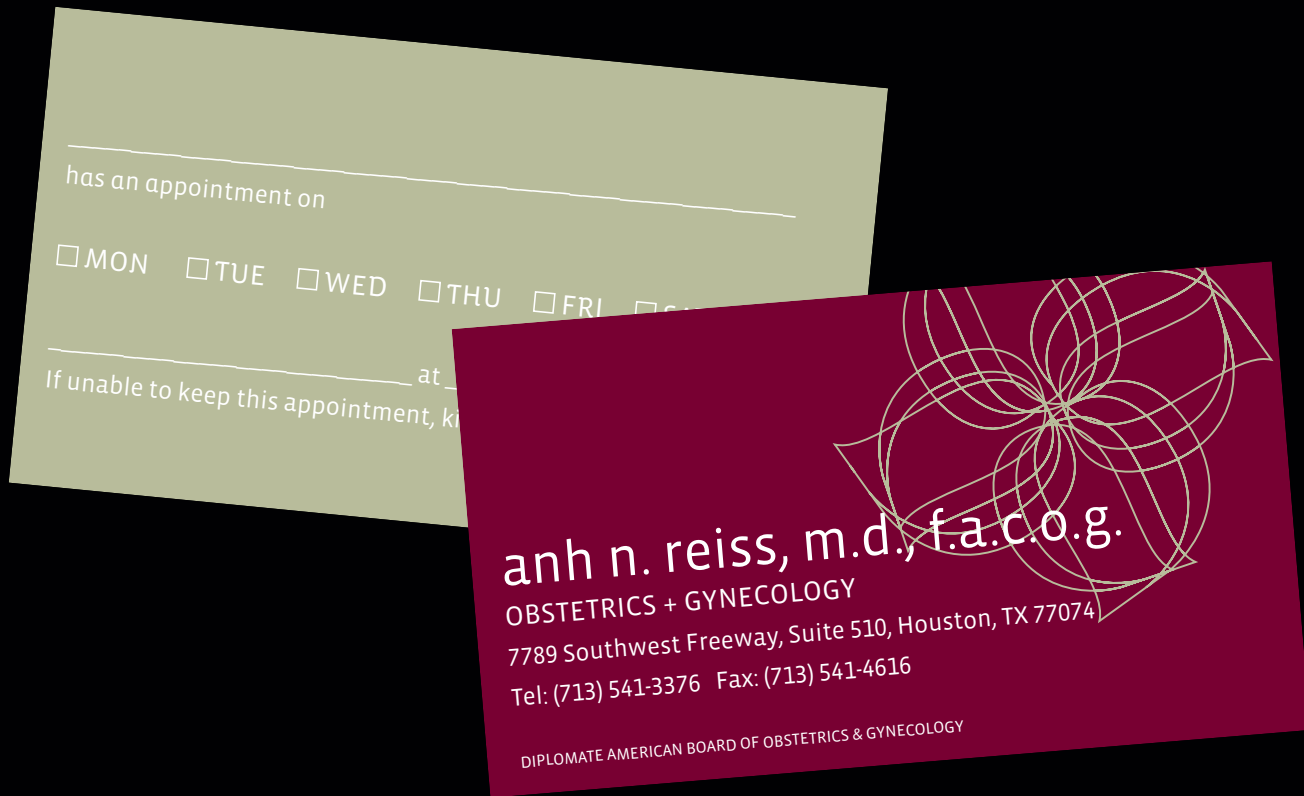 has an appointment on
☐ MON ☐ TUE ☐ WED ☐ THU ☐ FRI
at
If unable to keep this appointment,
anh n. reiss, m.d., f.a.c.o.g.
OBSTETRICS + GYNECOLOGY
7789 Southwest Freeway, Suite 510, Houston, TX 77074
Tel: (713) 541-3376 Fax: (713) 541-4616
DIPLOMATE AMERICAN BOARD OF OBSTETRICS & GYNECOLOGY